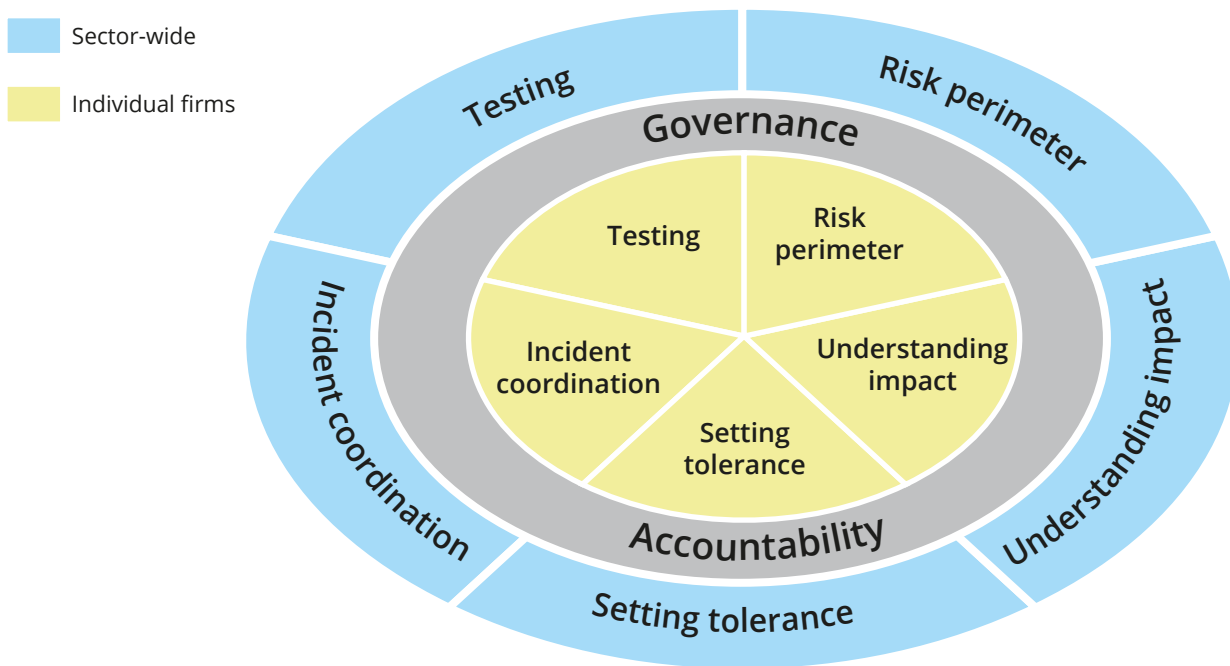 Sector-wide
Individual firms
Testing
Risk perimeter
Governance
Testing
Risk
perimeter
Incident
coordination
Understanding
impact
Setting
tolerance
Incident coordination
Understanding impact
Accountability
Setting tolerance